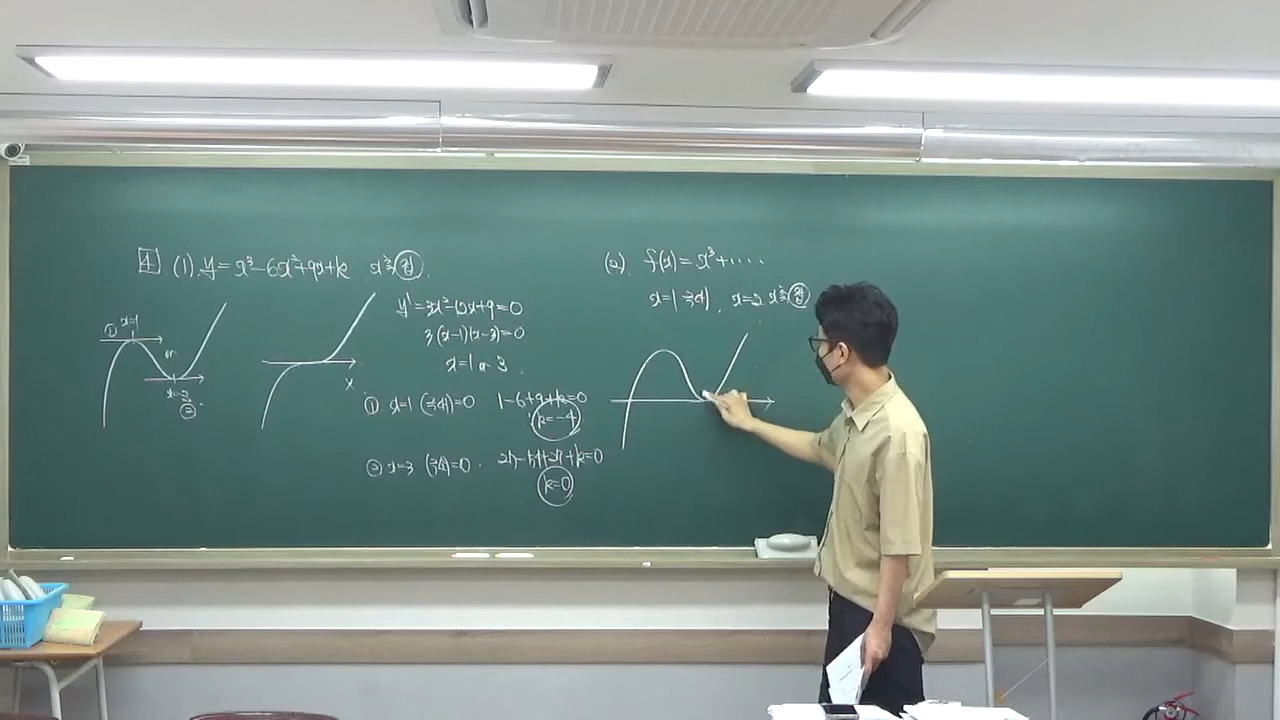 4 (1). y = x³-6x²+9x+k x축 접.
① x=1
or
x=3
②.
x
y' = 3x²-12x+9=0
3(x-1)(x-3)=0
x=1 or 3.
① x=1 (극대)=0 1-6+9+k=0
k=-4
② x=3 (극소)=0. 27-54+27+k=0
k=0
(2). f(x) = x³+....
x=1 극대, x=2 x축 접